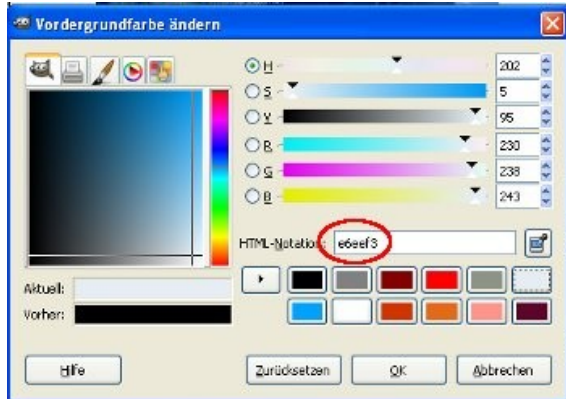 Vordergrundfarbe ändern
H 202
S 5
V 95
R 230
G 238
B 243
HTML-Notation: e6eef3
Aktuell:
Vorher:
Hilfe
Zurücksetzen
OK
Abbrechen